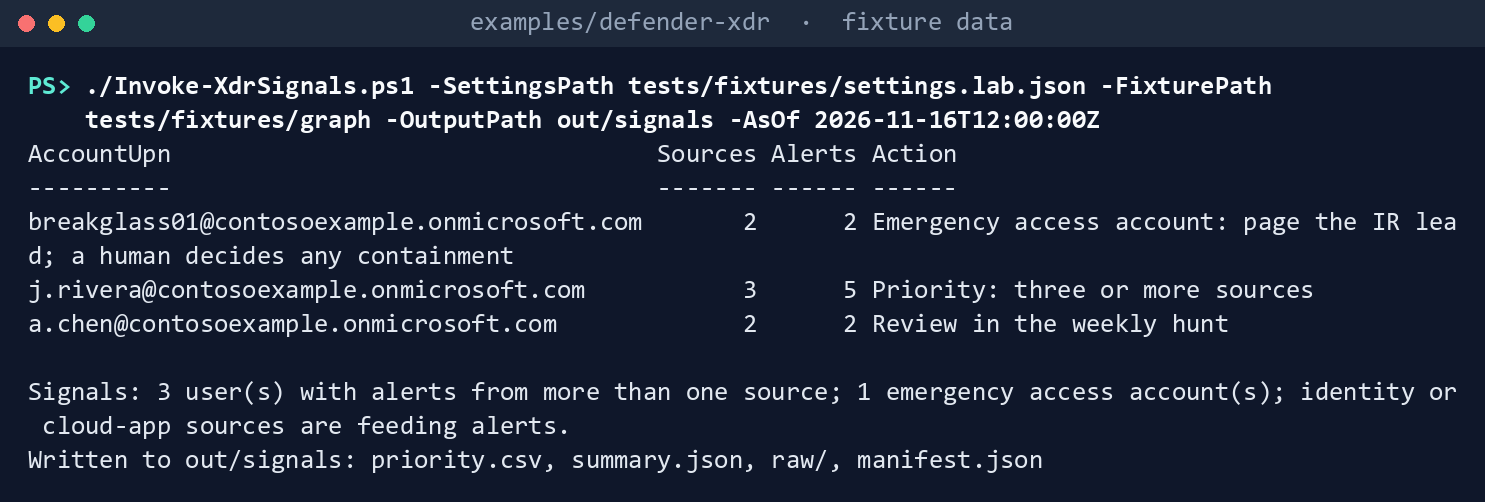 examples/defender-xdr · fixture data
PS> ./Invoke-XdrSignals.ps1 -SettingsPath tests/fixtures/settings.lab.json -FixturePath
tests/fixtures/graph -OutputPath out/signals -AsOf 2026-11-16T12:00:00Z
AccountUpn Sources Alerts Action
---------- ------- ------ ------
breakglass01@contosoexample.onmicrosoft.com 2 2 Emergency access account: page the IR lea
d; a human decides any containment
j.rivera@contosoexample.onmicrosoft.com 3 5 Priority: three or more sources
a.chen@contosoexample.onmicrosoft.com 2 2 Review in the weekly hunt
Signals: 3 user(s) with alerts from more than one source; 1 emergency access account(s); identity or
cloud-app sources are feeding alerts.
Written to out/signals: priority.csv, summary.json, raw/, manifest.json